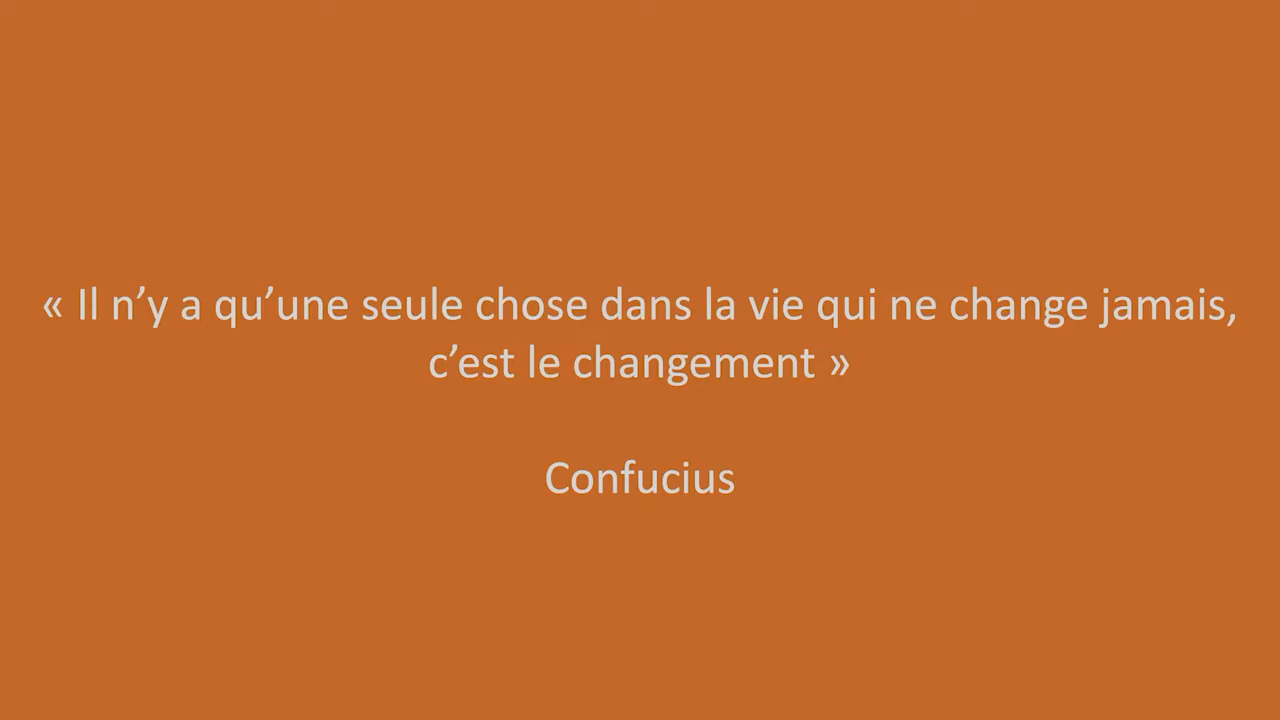 « Il n’y a qu’une seule chose dans la vie qui ne change jamais,
c’est le changement »
Confucius